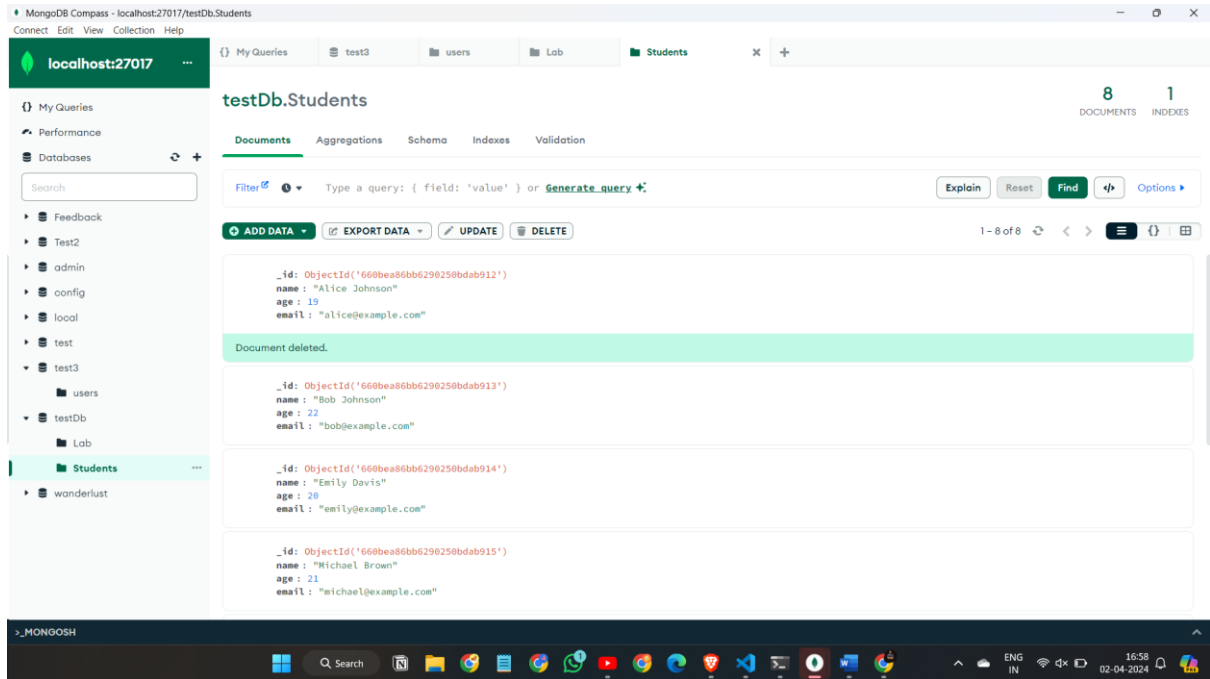 MongoDB Compass - localhost:27017/testDb.Students
Connect Edit View Collection Help
localhost:27017 ...
{} My Queries
test3
users
Lab
Students
My Queries
Performance
Databases
Search
Feedback
Test2
admin
config
local
test
test3
users
testDb
Lab
Students ...
wanderlust
testDb.Students
8
DOCUMENTS
1
INDEXES
Documents Aggregations Schema Indexes Validation
Filter Type a query: { field: 'value' } or Generate query Explain Reset Find </> Options
ADD DATA EXPORT DATA UPDATE DELETE 1 – 8 of 8 {}
_id: ObjectId('660bea86bb6290250bdab912')
name : "Alice Johnson"
age : 19
email : "alice@example.com"
Document deleted.
_id: ObjectId('660bea86bb6290250bdab913')
name : "Bob Johnson"
age : 22
email : "bob@example.com"
_id: ObjectId('660bea86bb6290250bdab914')
name : "Emily Davis"
age : 20
email : "emily@example.com"
_id: ObjectId('660bea86bb6290250bdab915')
name : "Michael Brown"
age : 21
email : "michael@example.com"
>_MONGOSH
Search
1
ENG
IN
16:58
02-04-2024